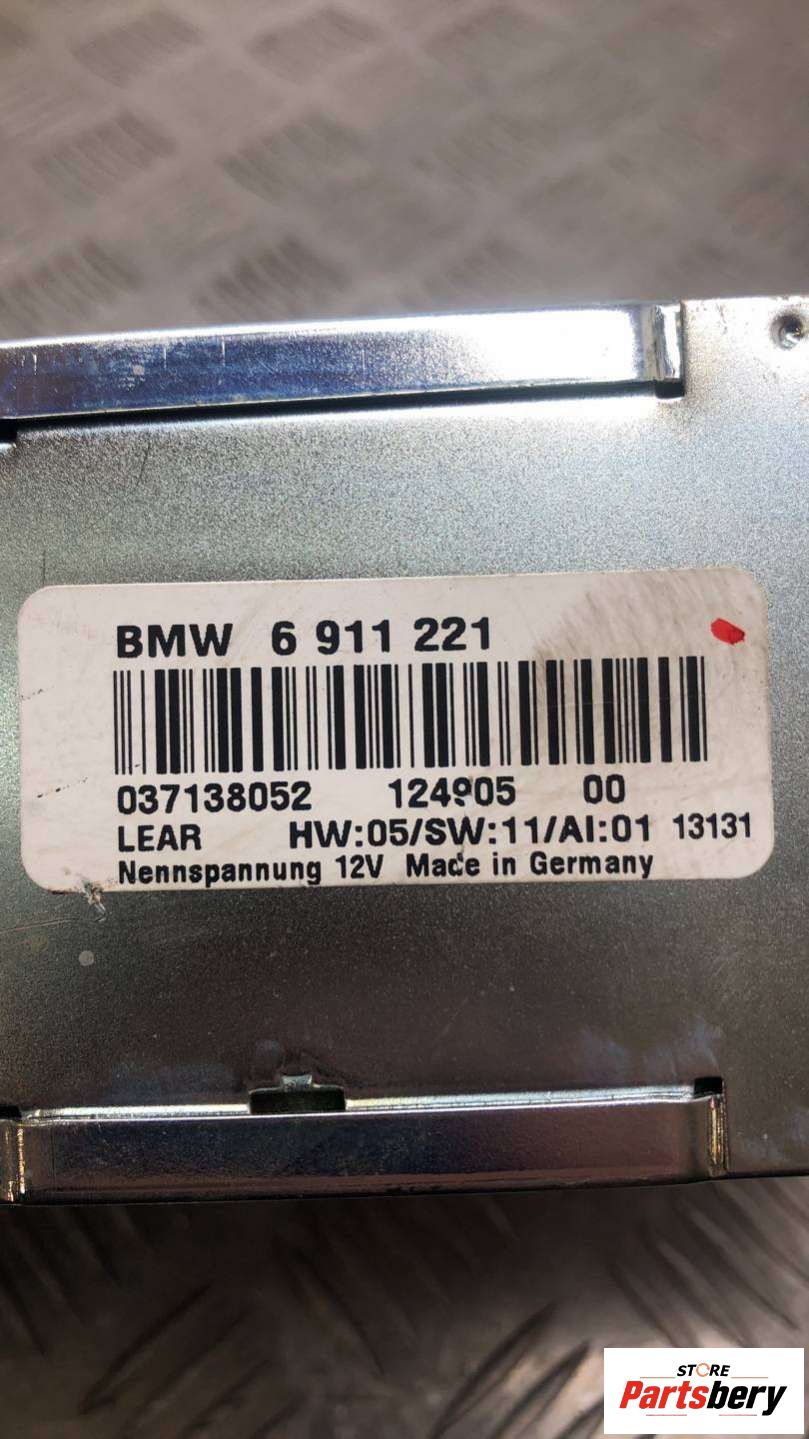 BMW 6 911 221
037138052 124905 00
LEAR HW:05/SW:11/AI:01 13131
Nennspannung 12V Made in Germany
STORE
Partsbery